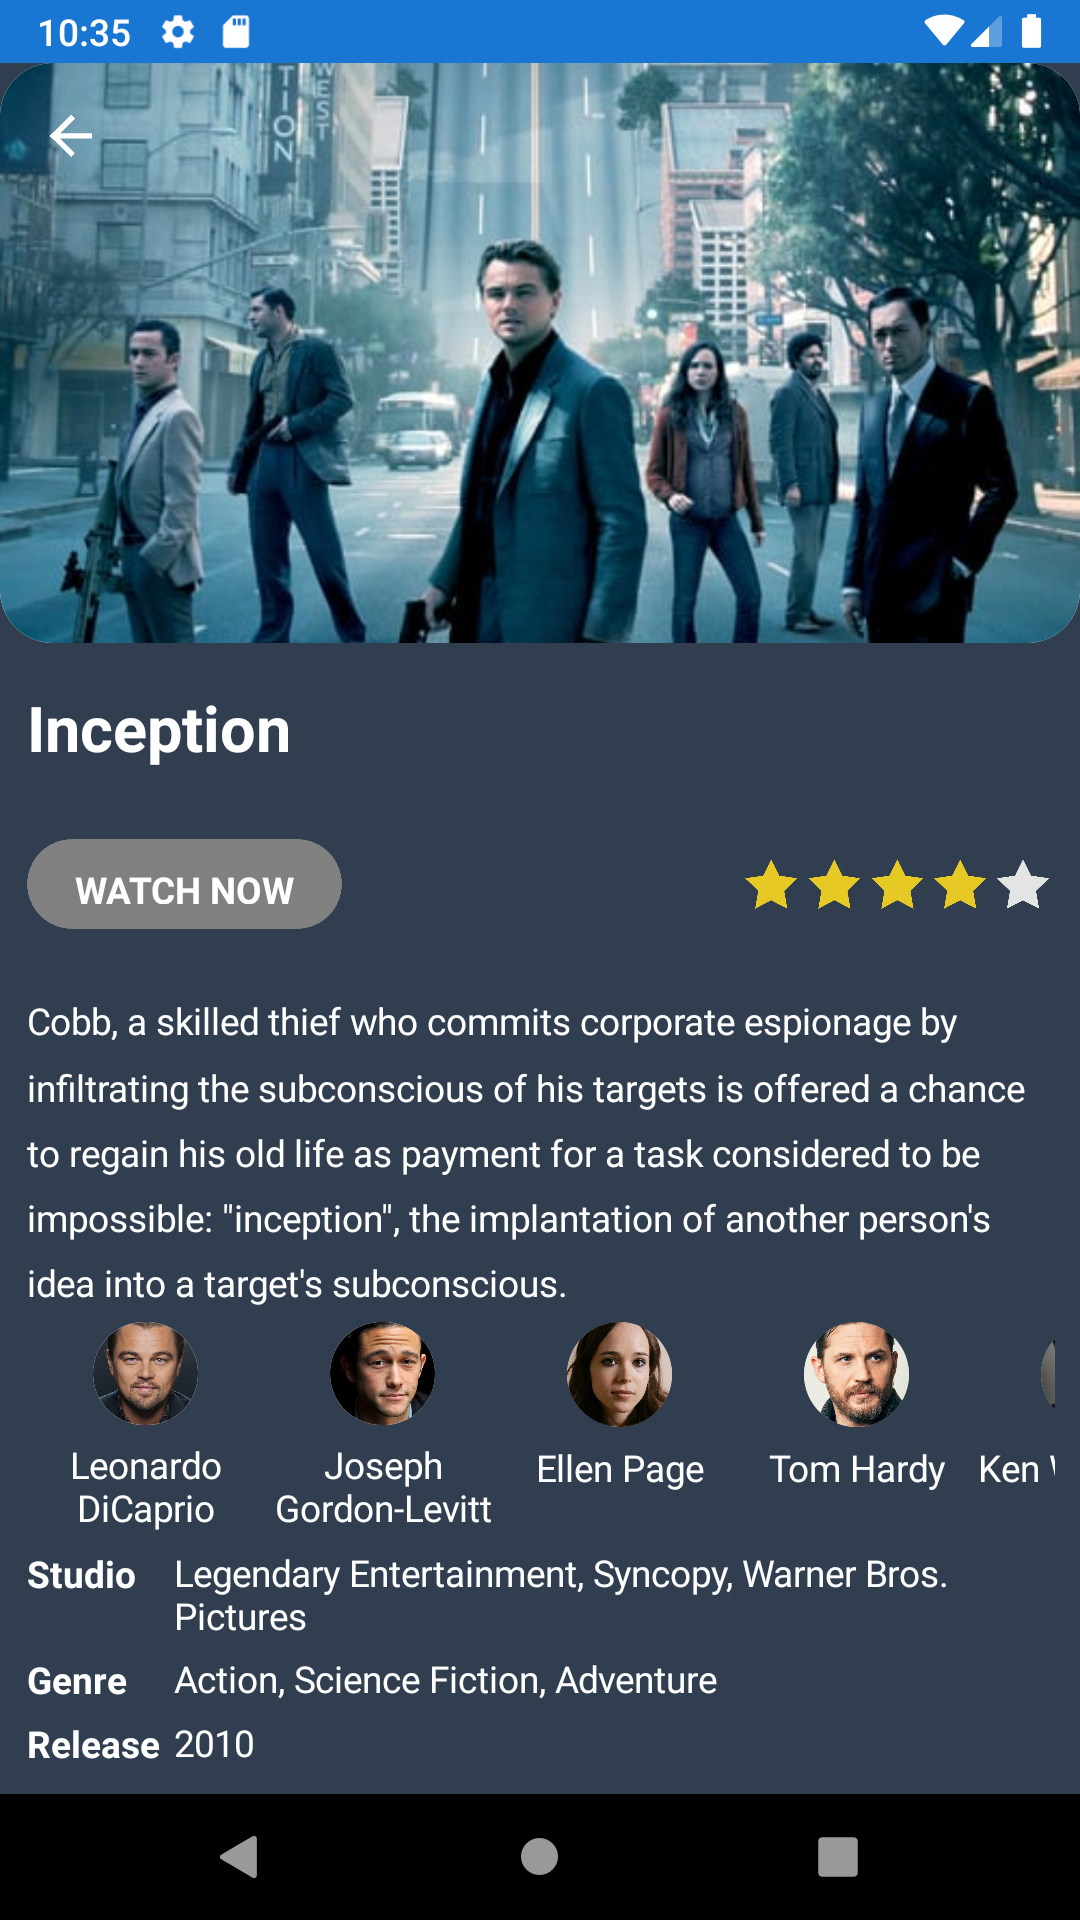 10:35
TION
WEST
Inception
WATCH NOW
Cobb, a skilled thief who commits corporate espionage by
infiltrating the subconscious of his targets is offered a chance
to regain his old life as payment for a task considered to be
impossible: "inception", the implantation of another person's
idea into a target's subconscious.
Leonardo
DiCaprio
Joseph
Gordon-Levitt
Ellen Page
Tom Hardy
Ken
Studio
Legendary Entertainment, Syncopy, Warner Bros.
Pictures
Genre
Action, Science Fiction, Adventure
Release
2010